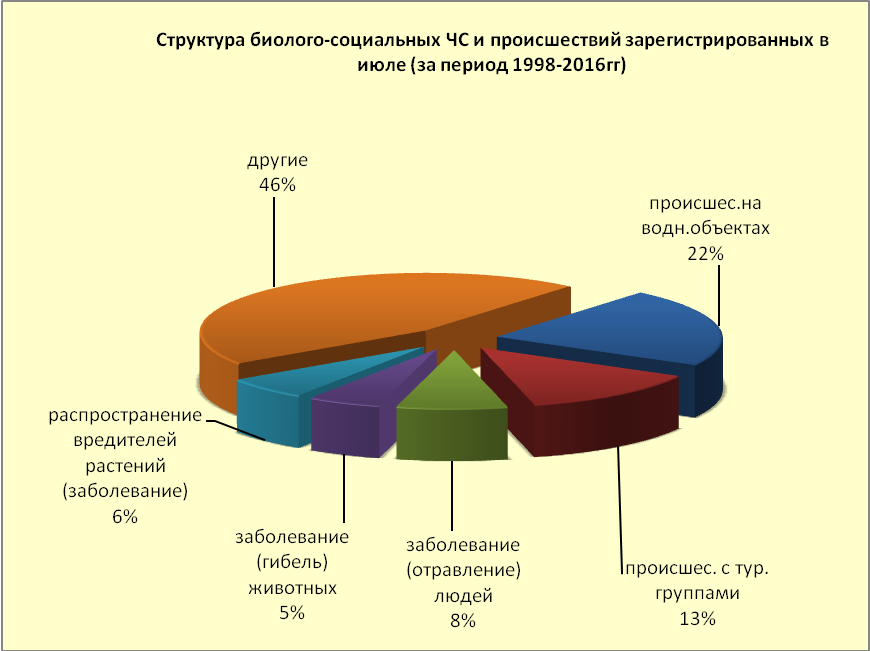 Структура биолого-социальных ЧС и происшествий зарегистрированных в
июле (за период 1998-2016гг)
другие
46%
происшес.на
водн.объектах
22%
распространение
вредителей
растений
(заболевание)
6%
заболевание
(гибель)
животных
5%
заболевание
(отравление)
людей
8%
происшес. с тур.
группами
13%